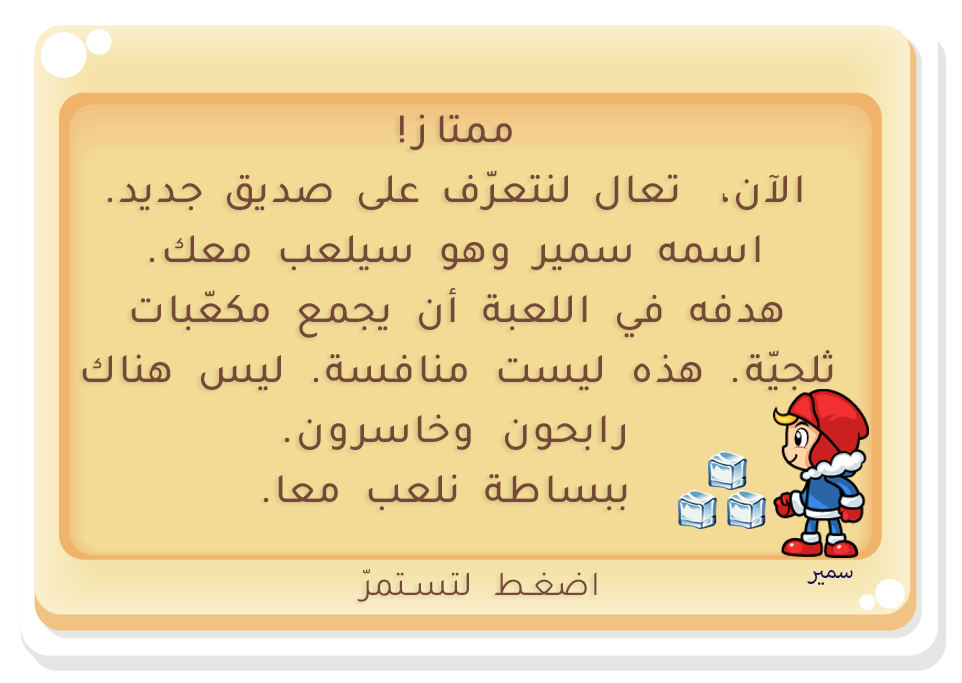 ممتاز!
الآن، تعال لنتعرّف على صديق جديد.
اسمه سمير وهو سيلعب معك.
هدفه في اللعبة أن يجمع مكعّبات
ثلجيّة. هذه ليست منافسة. ليس هناك
رابحون وخاسرون.
ببساطة نلعب معا.
سمير
اضغط لتستمرّ